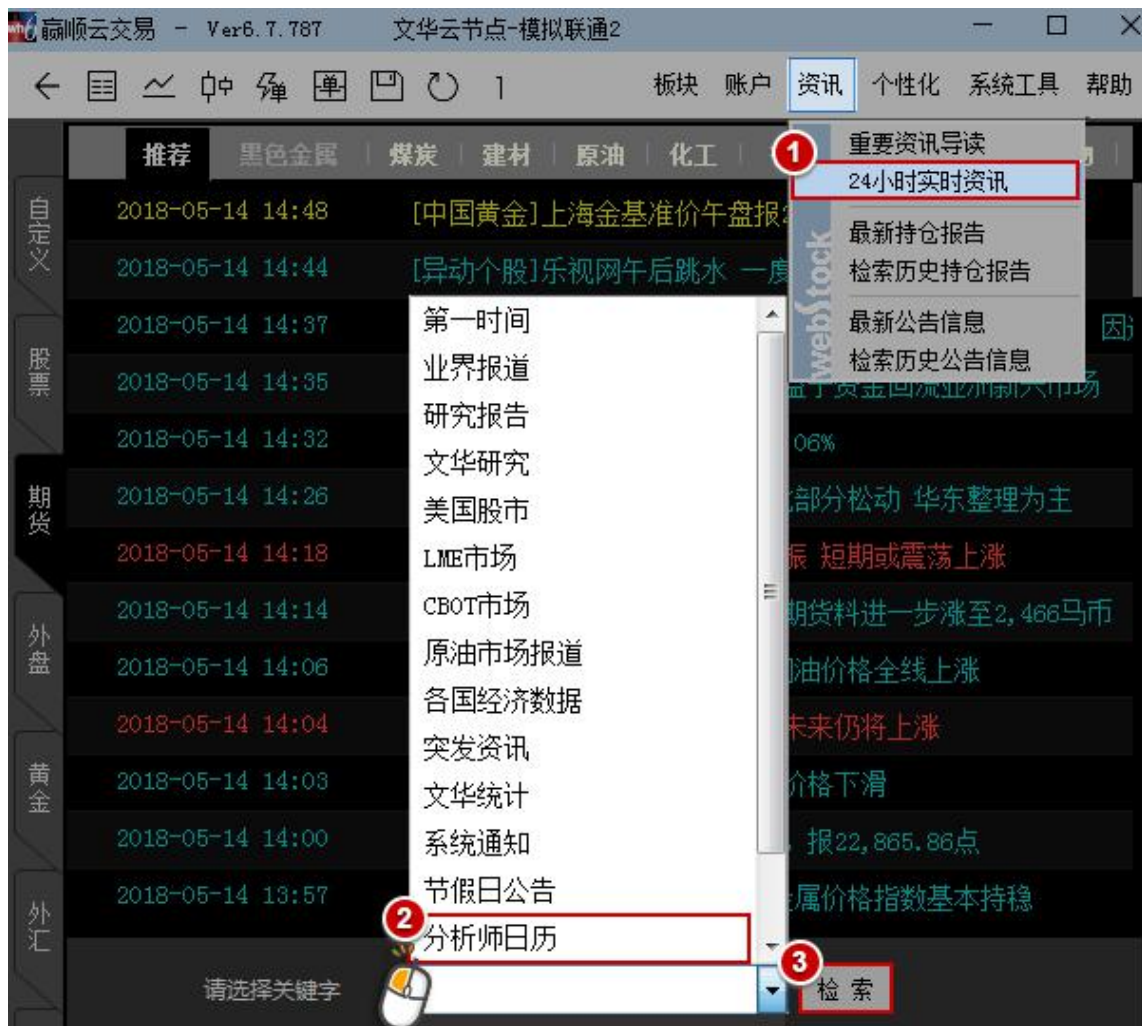 赢顺云交易 - Ver6.7.787 文华云节点-模拟联通2
1 板块 账户 资讯 个性化 系统工具 帮助
推荐 黑色金属 煤炭 建材 原油 化工
1
重要资讯导读
24小时实时资讯
最新持仓报告
检索历史持仓报告
最新公告信息
检索历史公告信息
webStock
自定义
股票
期货
外盘
黄金
外汇
2018-05-14 14:48 [中国黄金]上海金基准价午盘报
2018-05-14 14:44 [异动个股]乐视网午后跳水 一度
2018-05-14 14:37 因
2018-05-14 14:35 资金回流亚洲新兴市场
2018-05-14 14:32 06%
2018-05-14 14:26 部分松动 华东整理为主
2018-05-14 14:18 振 短期或震荡上涨
2018-05-14 14:14 期货料进一步涨至2,466马币
2018-05-14 14:06 油价格全线上涨
2018-05-14 14:04 未来仍将上涨
2018-05-14 14:03 价格下滑
2018-05-14 14:00 报22,865.86点
2018-05-14 13:57 属价格指数基本持稳
第一时间
业界报道
研究报告
文华研究
美国股市
LME市场
CBOT市场
原油市场报道
各国经济数据
突发资讯
文华统计
系统通知
节假日公告
2
分析师日历
请选择关键字
3
检索